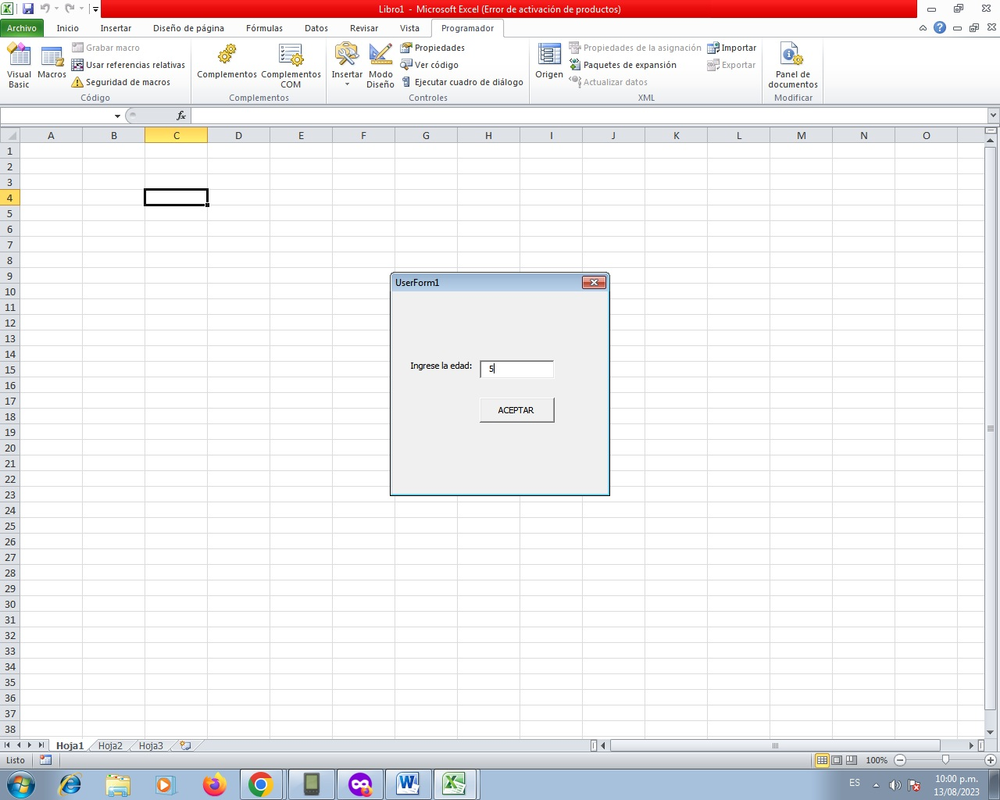 Libro1 - Microsoft Excel (Error de activación de productos)
Archivo Inicio Insertar Diseño de página Fórmulas Datos Revisar Vista Programador
Visual Basic
Macros
Grabar macro
Usar referencias relativas
Seguridad de macros
Código
Complementos
Complementos COM
Complementos
Insertar
Modo Diseño
Propiedades
Ver código
Ejecutar cuadro de diálogo
Controles
Origen
Propiedades de la asignación
Paquetes de expansión
Actualizar datos
Importar
Exportar
XML
Panel de documentos
Modificar
fx
A B C D E F G H I J K L M N O
1
2
3
4
5
6
7
8
9
10
11
12
13
14
15
16
17
18
19
20
21
22
23
24
25
26
27
28
29
30
31
32
33
34
35
36
37
38
UserForm1
Ingrese la edad: 5
ACEPTAR
Hoja1 Hoja2 Hoja3
Listo
100%
ES
10:00 p.m.
13/08/2023